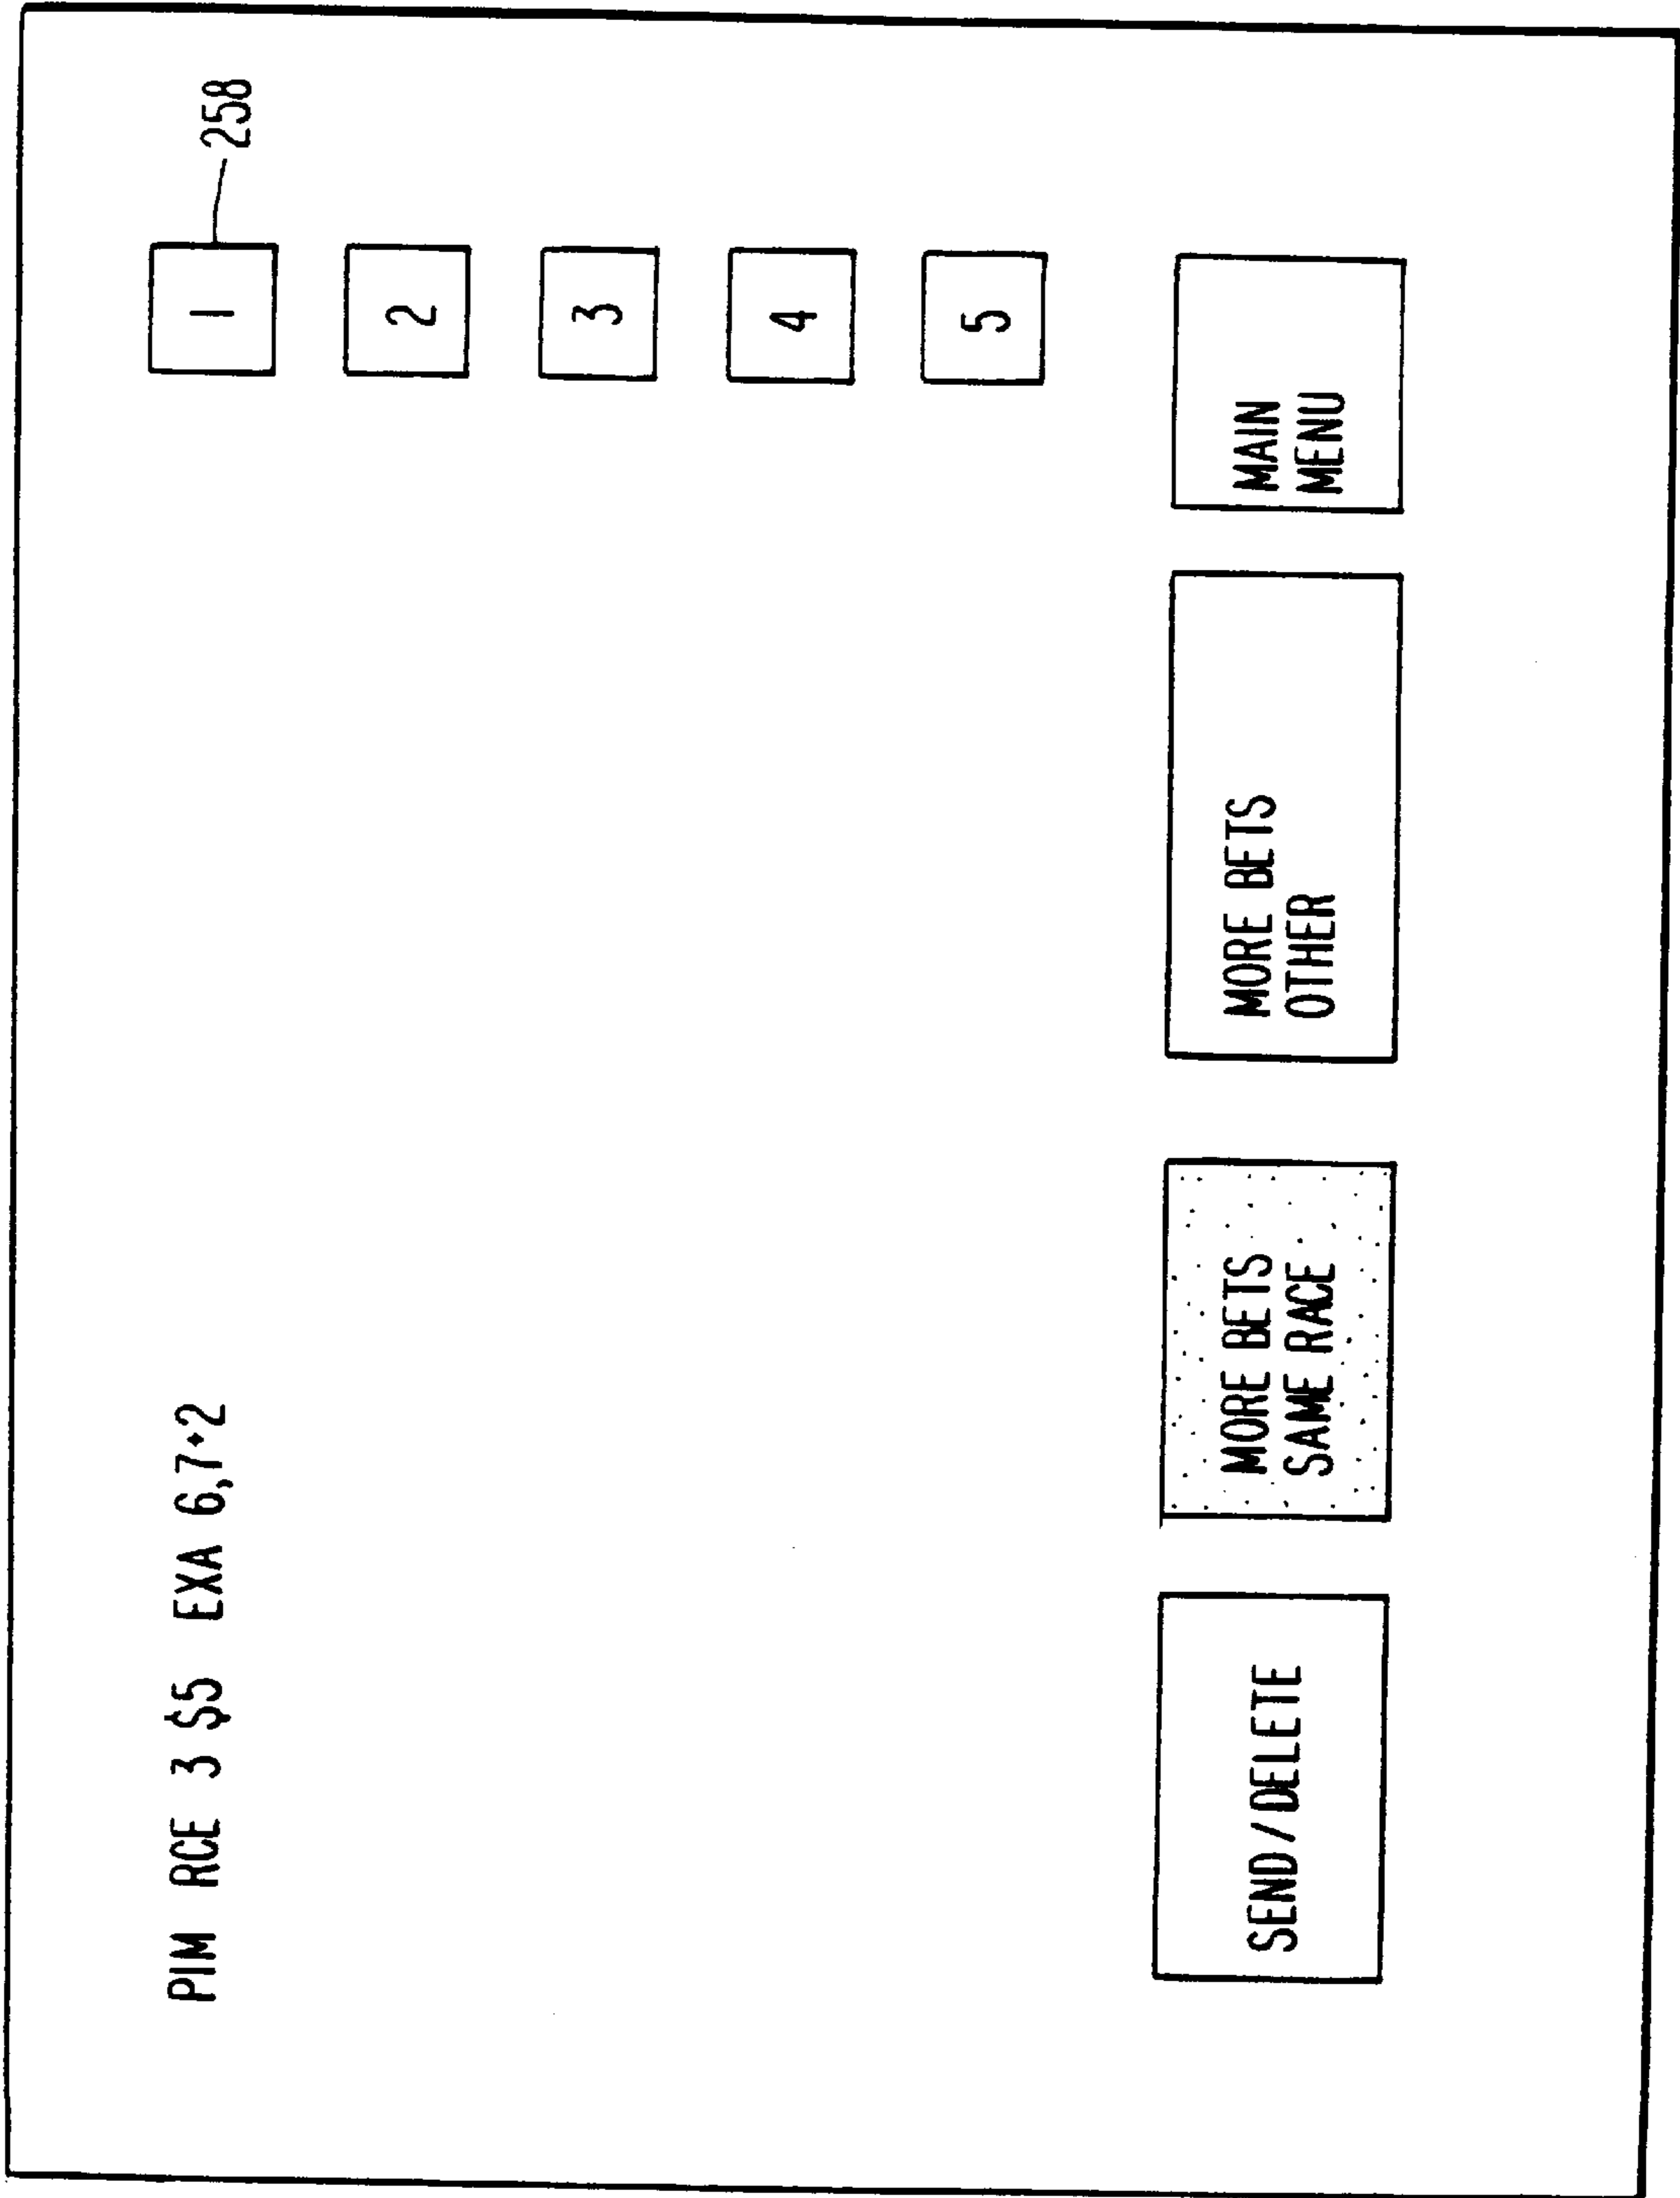 PIM RCE 3 $5 EXA 6,7+2
1
258
2
3
4
5
SEND/DELETE
MORE BETS
SAME RACE
MORE BETS
OTHER
MAIN
MENU